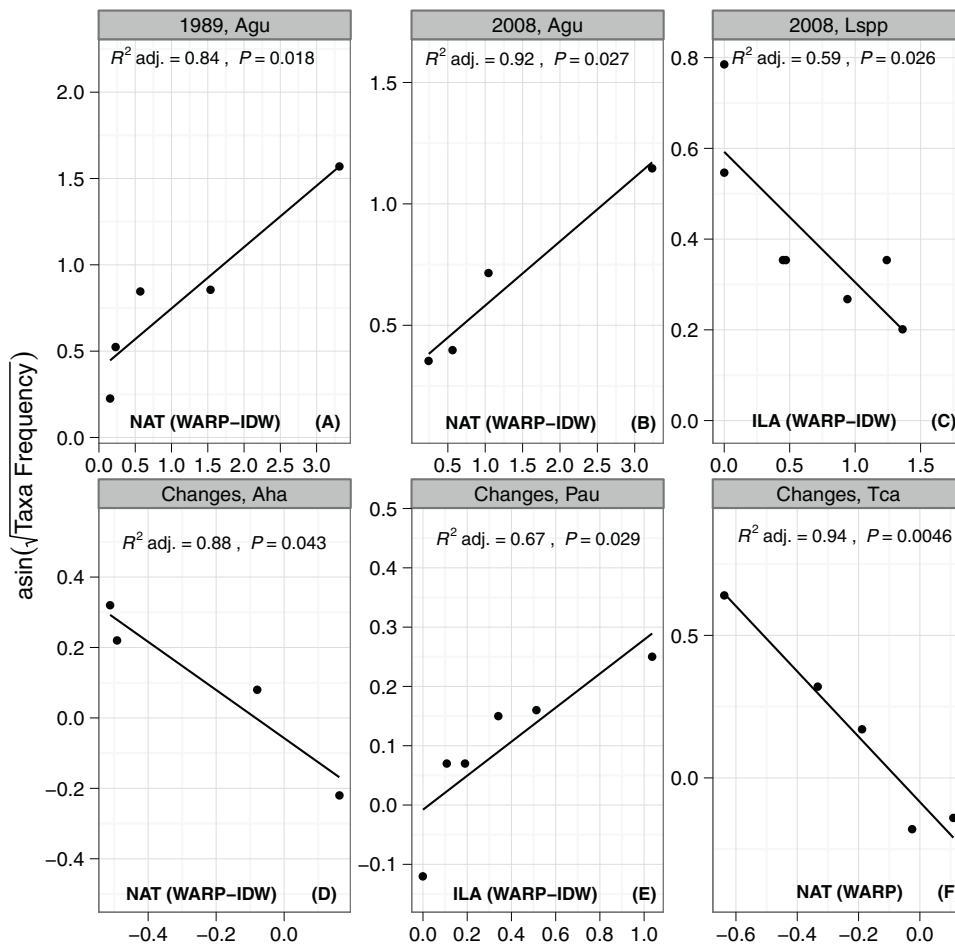 1989, Agu
2008, Agu
2008, Lspp
R² adj. = 0.84 , P = 0.018
R² adj. = 0.92 , P = 0.027
R² adj. = 0.59 , P = 0.026
2.0
1.5
1.0
0.5
0.0
1.5
1.0
0.5
0.8
0.6
0.4
0.2
0.0
NAT (WARP−IDW) (A)
NAT (WARP−IDW) (B)
ILA (WARP−IDW) (C)
0.0 0.5 1.0 1.5 2.0 2.5 3.0
0.5 1.0 1.5 2.0 2.5 3.0
0.0 0.5 1.0 1.5
asin(√Taxa Frequency)
Changes, Aha
Changes, Pau
Changes, Tca
R² adj. = 0.88 , P = 0.043
R² adj. = 0.67 , P = 0.029
R² adj. = 0.94 , P = 0.0046
0.4
0.2
0.0
−0.2
−0.4
0.5
0.4
0.3
0.2
0.1
0.0
−0.1
0.5
0.0
NAT (WARP−IDW) (D)
ILA (WARP−IDW) (E)
NAT (WARP) (F)
−0.4 −0.2 0.0
0.0 0.2 0.4 0.6 0.8 1.0
−0.6 −0.4 −0.2 0.0